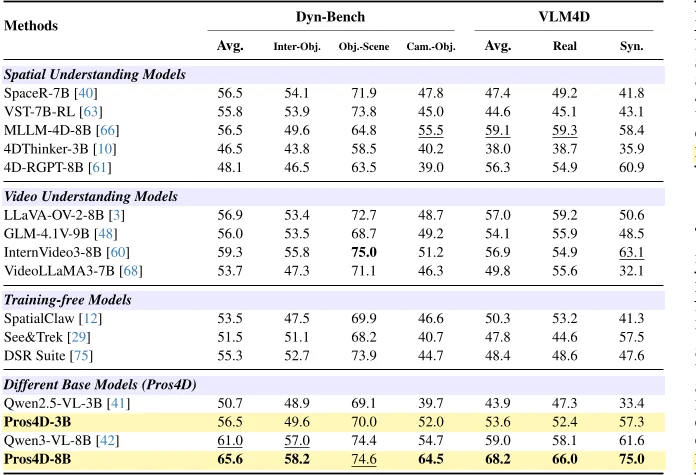 Methods Dyn-Bench VLM4D
Avg. Inter-Obj. Obj.-Scene Cam.-Obj. Avg. Real Syn.
Spatial Understanding Models
SpaceR-7B [40] 56.5 54.1 71.9 47.8 47.4 49.2 41.8
VST-7B-RL [63] 55.8 53.9 73.8 45.0 44.6 45.1 43.1
MLLM-4D-8B [66] 56.5 49.6 64.8 55.5 59.1 59.3 58.4
4DThinker-3B [10] 46.5 43.8 58.5 40.2 38.0 38.7 35.9
4D-RGPT-8B [61] 48.1 46.5 63.5 39.0 56.3 54.9 60.9
Video Understanding Models
LLaVA-OV-2-8B [3] 56.9 53.4 72.7 48.7 57.0 59.2 50.6
GLM-4.1V-9B [48] 56.0 53.5 68.7 49.2 54.1 55.9 48.5
InternVideo3-8B [60] 59.3 55.8 75.0 51.2 56.9 54.9 63.1
VideoLLaMA3-7B [68] 53.7 47.3 71.1 46.3 49.8 55.6 32.1
Training-free Models
SpatialClaw [12] 53.5 47.5 69.9 46.6 50.3 53.2 41.3
See&Trek [29] 51.5 51.1 68.2 40.7 47.8 44.6 57.5
DSR Suite [75] 55.3 52.7 73.9 44.7 48.4 48.6 47.6
Different Base Models (Pros4D)
Qwen2.5-VL-3B [41] 50.7 48.9 69.1 39.7 43.9 47.3 33.4
Pros4D-3B 56.5 49.6 70.0 52.0 53.6 52.4 57.3
Qwen3-VL-8B [42] 61.0 57.0 74.4 54.7 59.0 58.1 61.6
Pros4D-8B 65.6 58.2 74.6 64.5 68.2 66.0 75.0